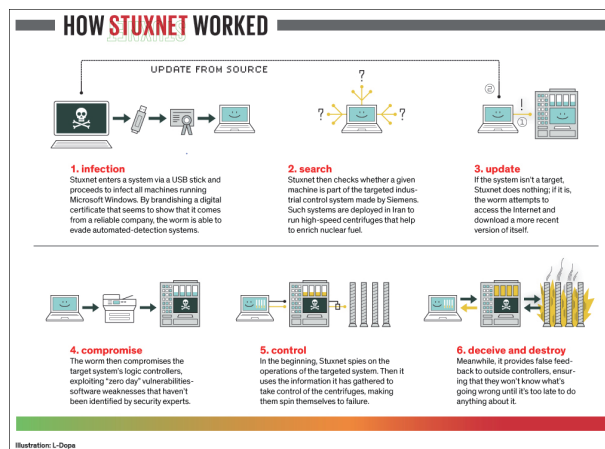 HOW STUXNET WORKED
UPDATE FROM SOURCE
?
? ?
②
!
①
1. infection
Stuxnet enters a system via a USB stick and
proceeds to infect all machines running
Microsoft Windows. By brandishing a digital
certificate that seems to show that it comes
from a reliable company, the worm is able to
evade automated-detection systems.
2. search
Stuxnet then checks whether a given
machine is part of the targeted indus-
trial control system made by Siemens.
Such systems are deployed in Iran to
run high-speed centrifuges that help
to enrich nuclear fuel.
3. update
If the system isn't a target,
Stuxnet does nothing; if it is,
the worm attempts to
access the Internet and
download a more recent
version of itself.
4. compromise
The worm then compromises the
target system's logic controllers,
exploiting "zero day" vulnerabilities-
software weaknesses that haven't
been identified by security experts.
5. control
In the beginning, Stuxnet spies on the
operations of the targeted system. Then it
uses the information it has gathered to
take control of the centrifuges, making
them spin themselves to failure.
6. deceive and destroy
Meanwhile, it provides false feed-
back to outside controllers, ensur-
ing that they won't know what's
going wrong until it's too late to do
anything about it.
Illustration: L-Dopa